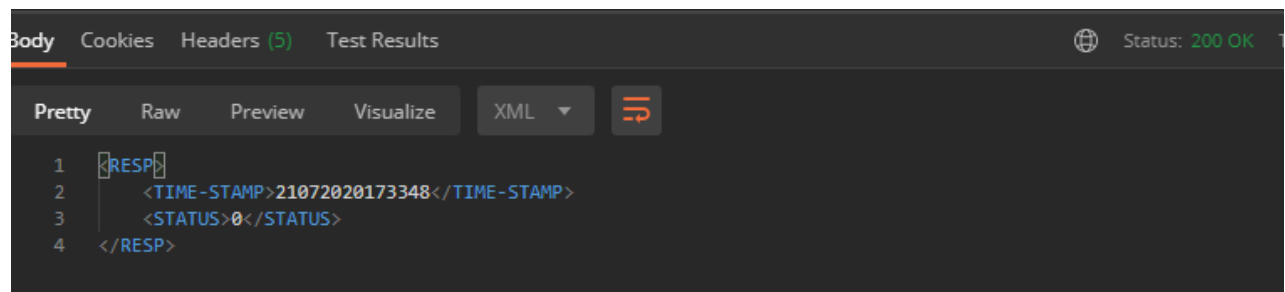 Body Cookies Headers (5) Test Results Status: 200 OK
Pretty Raw Preview Visualize XML
1 <RESP>
2 <TIME-STAMP>21072020173348</TIME-STAMP>
3 <STATUS>0</STATUS>
4 </RESP>